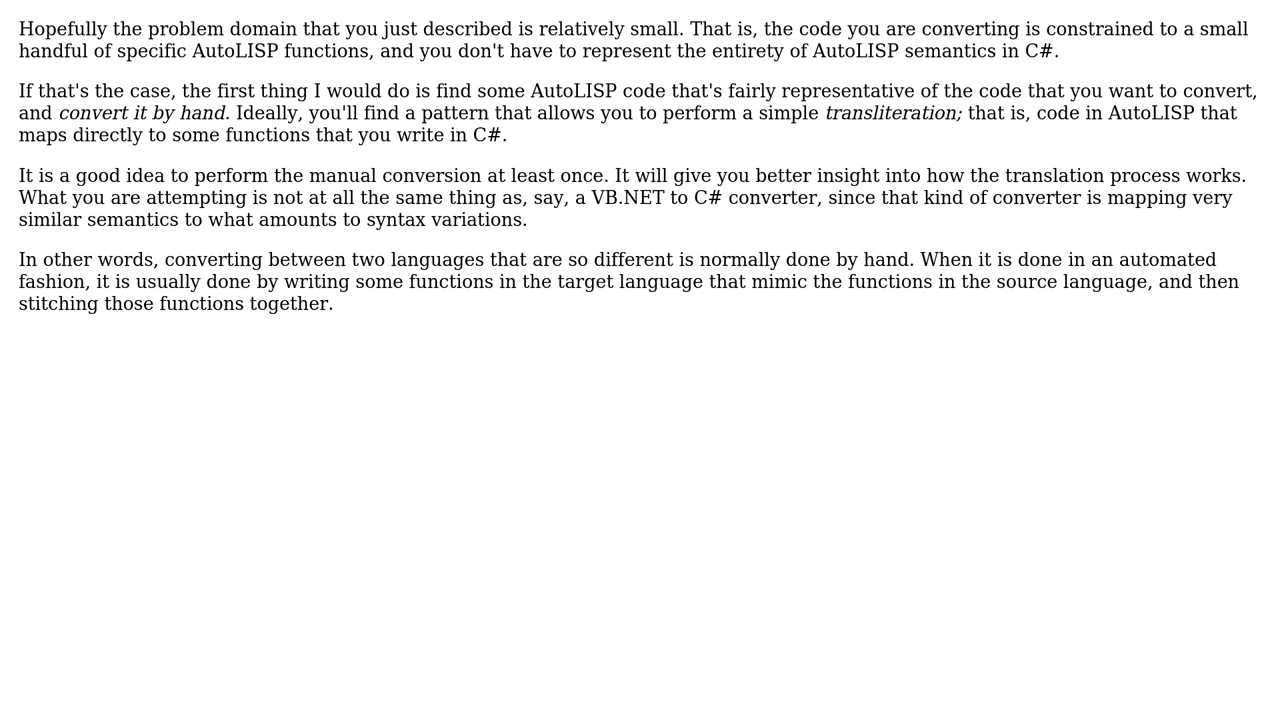 Hopefully the problem domain that you just described is relatively small. That is, the code you are converting is constrained to a small
handful of specific AutoLISP functions, and you don't have to represent the entirety of AutoLISP semantics in C#.
If that's the case, the first thing I would do is find some AutoLISP code that's fairly representative of the code that you want to convert,
and convert it by hand. Ideally, you'll find a pattern that allows you to perform a simple transliteration; that is, code in AutoLISP that
maps directly to some functions that you write in C#.
It is a good idea to perform the manual conversion at least once. It will give you better insight into how the translation process works.
What you are attempting is not at all the same thing as, say, a VB.NET to C# converter, since that kind of converter is mapping very
similar semantics to what amounts to syntax variations.
In other words, converting between two languages that are so different is normally done by hand. When it is done in an automated
fashion, it is usually done by writing some functions in the target language that mimic the functions in the source language, and then
stitching those functions together.